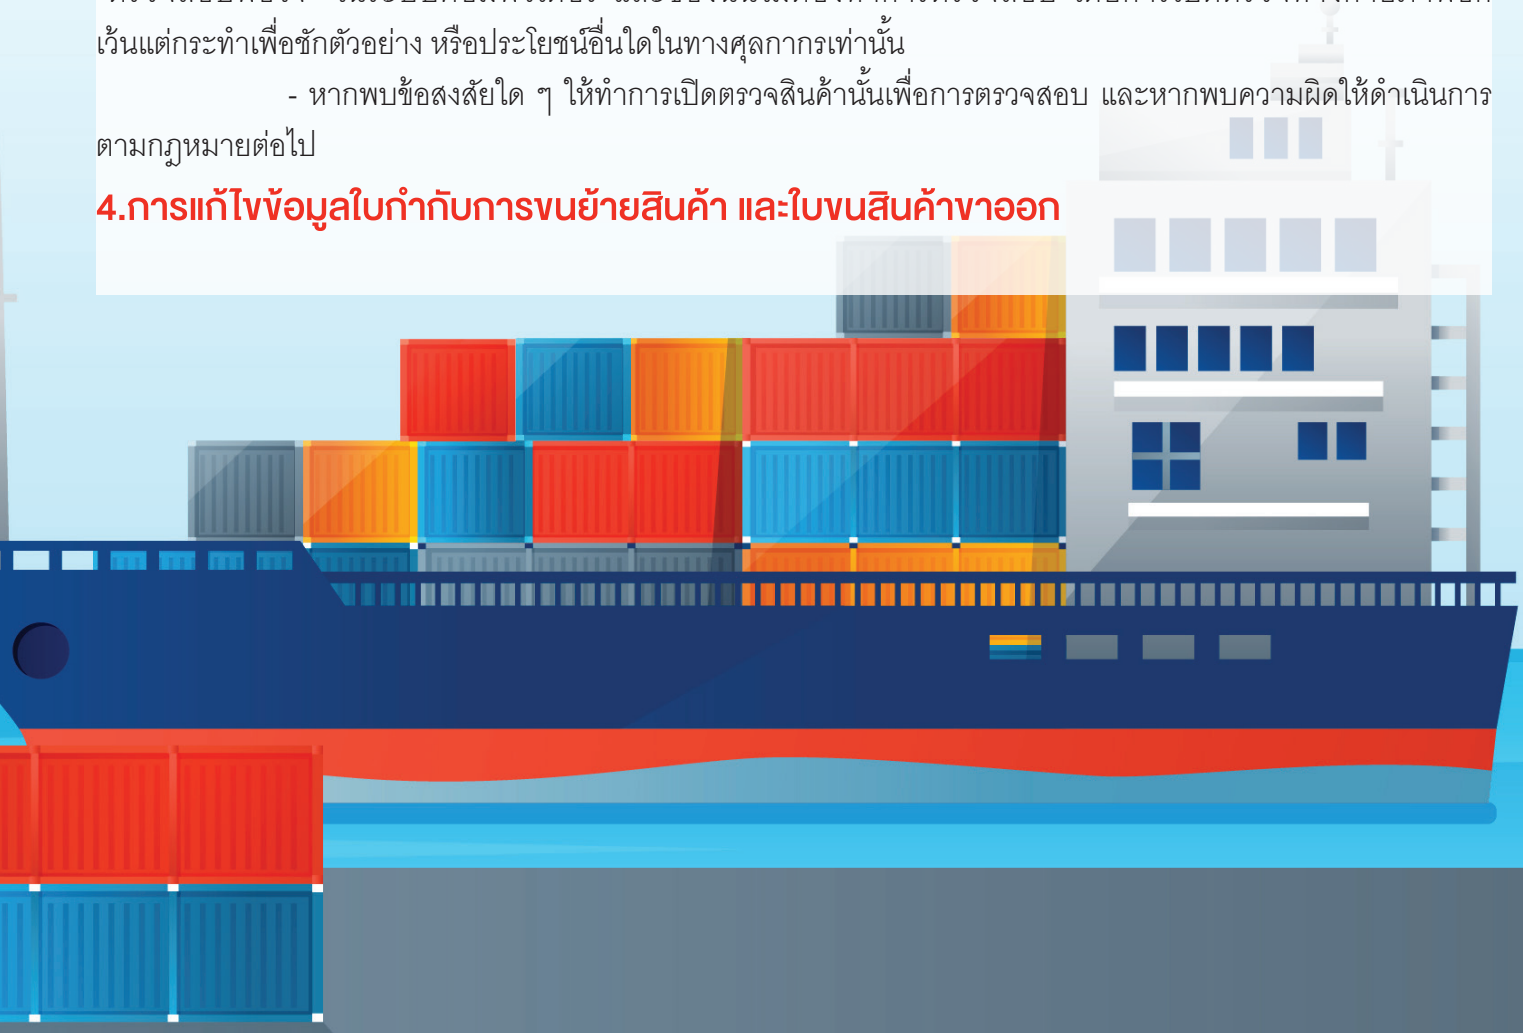 เว้นแต่กระทำเพื่อชักตัวอย่าง หรือประโยชน์อื่นใดในทางศุลกากรเท่านั้น
- หากพบข้อสงสัยใด ๆ ให้ทำการเปิดตรวจสินค้านั้นเพื่อการตรวจสอบ และหากพบความผิดให้ดำเนินการ
ตามกฎหมายต่อไป
4.การแก้ไขข้อมูลใบกำกับการขนย้ายสินค้า และใบขนสินค้าขาออก